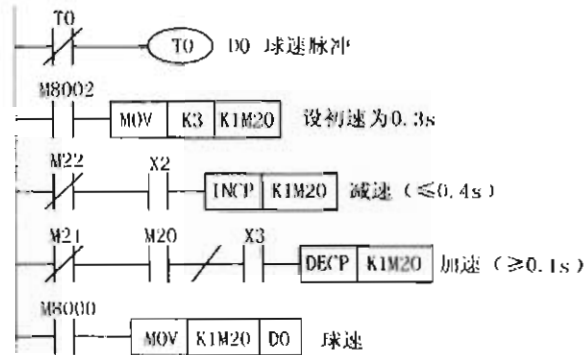 T0
T0 D0 球速脉冲
M8002
MOV K3 K1M20 设初速为0.3s
M22 X2
INCP K1M20 减速（≤0.4s）
M21 M20 X3
DECP K1M20 加速（≥0.1s）
M8000
MOV K1M20 D0 球速